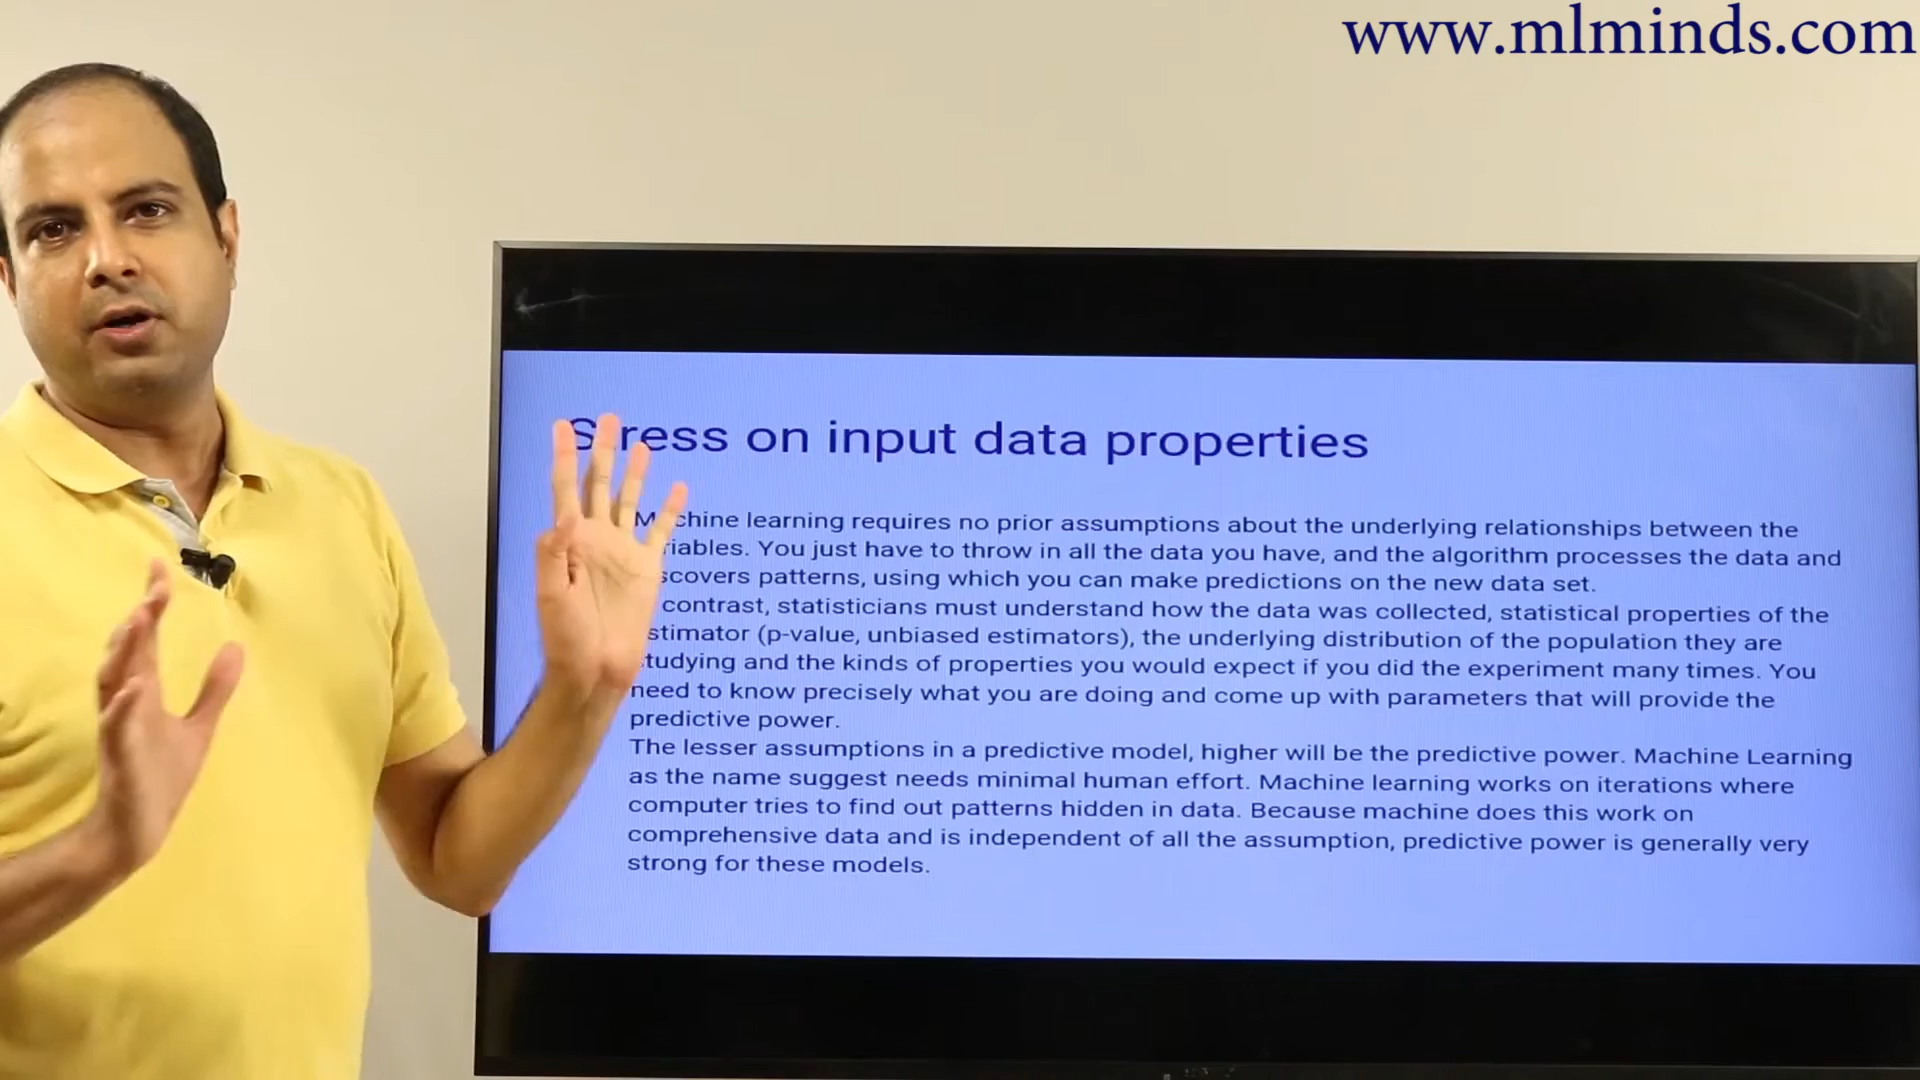 www.mlminds.com
Stress on input data properties
Machine learning requires no prior assumptions about the underlying relationships between the
variables. You just have to throw in all the data you have, and the algorithm processes the data and
discovers patterns, using which you can make predictions on the new data set.
contrast, statisticians must understand how the data was collected, statistical properties of the
estimator (p-value, unbiased estimators), the underlying distribution of the population they are
studying and the kinds of properties you would expect if you did the experiment many times. You
need to know precisely what you are doing and come up with parameters that will provide the
predictive power.
The lesser assumptions in a predictive model, higher will be the predictive power. Machine Learning
as the name suggest needs minimal human effort. Machine learning works on iterations where
computer tries to find out patterns hidden in data. Because machine does this work on
comprehensive data and is independent of all the assumption, predictive power is generally very
strong for these models.